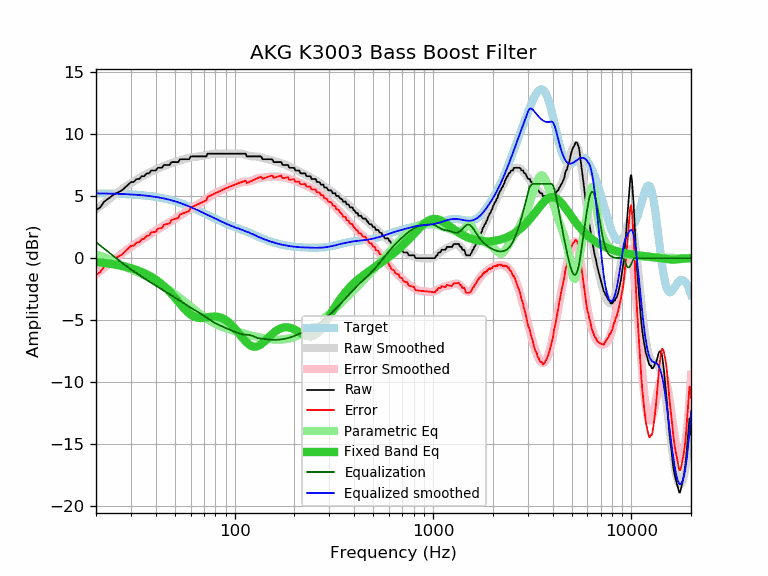 AKG K3003 Bass Boost Filter
15
10
5
0
−5
−10
−15
−20
Amplitude (dBr)
Target
Raw Smoothed
Error Smoothed
Raw
Error
Parametric Eq
Fixed Band Eq
Equalization
Equalized smoothed
100
1000
10000
Frequency (Hz)